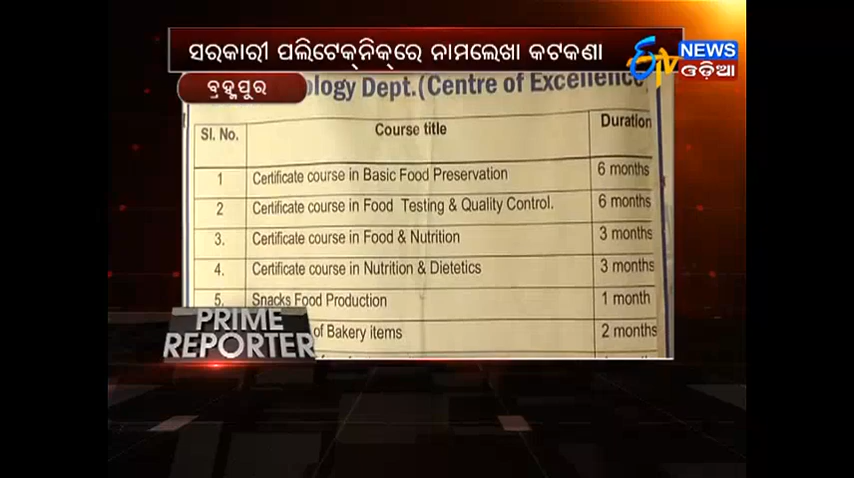 ସରକାରୀ ପଲିଟେକ୍‌ନିକ୍‌ରେ ନାମଲେଖା କଟକଣା
ETV NEWS
ଓଡ଼ିଆ
ବ୍ରହ୍ମପୁର
ology Dept.(Centre of Excellence
Sl. No. Course title Duration
1 Certificate course in Basic Food Preservation 6 months
2 Certificate course in Food Testing & Quality Control. 6 months
3. Certificate course in Food & Nutrition 3 months
4. Certificate course in Nutrition & Dietetics 3 months
5. Snacks Food Production 1 month
of Bakery items 2 months
PRIME
REPORTER